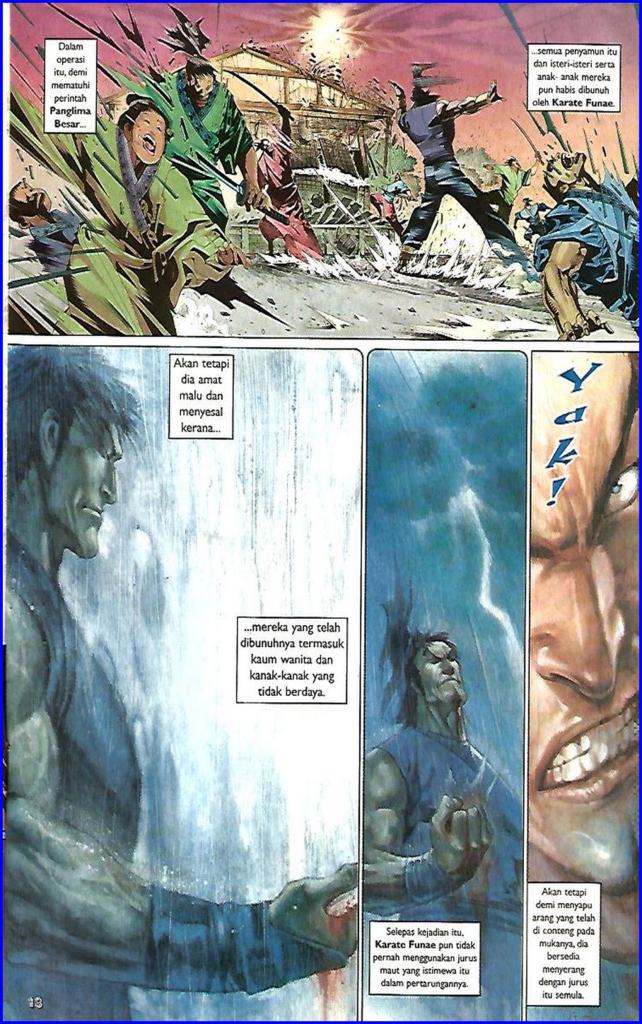 Dalam
operasi
itu, demi
mematuhi
perintah
Panglima
Besar...
...semua penyamun itu
dan isteri-isteri serta
anak- anak mereka
pun habis dibunuh
oleh Karate Funae.
Akan tetapi
dia amat
malu dan
menyesal
kerana...
...mereka yang telah
dibunuhnya termasuk
kaum wanita dan
kanak-kanak yang
tidak berdaya.
Selepas kejadian itu,
Karate Funae pun tidak
pernah menggunakan jurus
maut yang istimewa itu
dalam pertarungannya.
Yak!
Akan tetapi
demi menyapu
arang yang telah
di conteng pada
mukanya, dia
bersedia
menyerang
dengan jurus
itu semula.
13